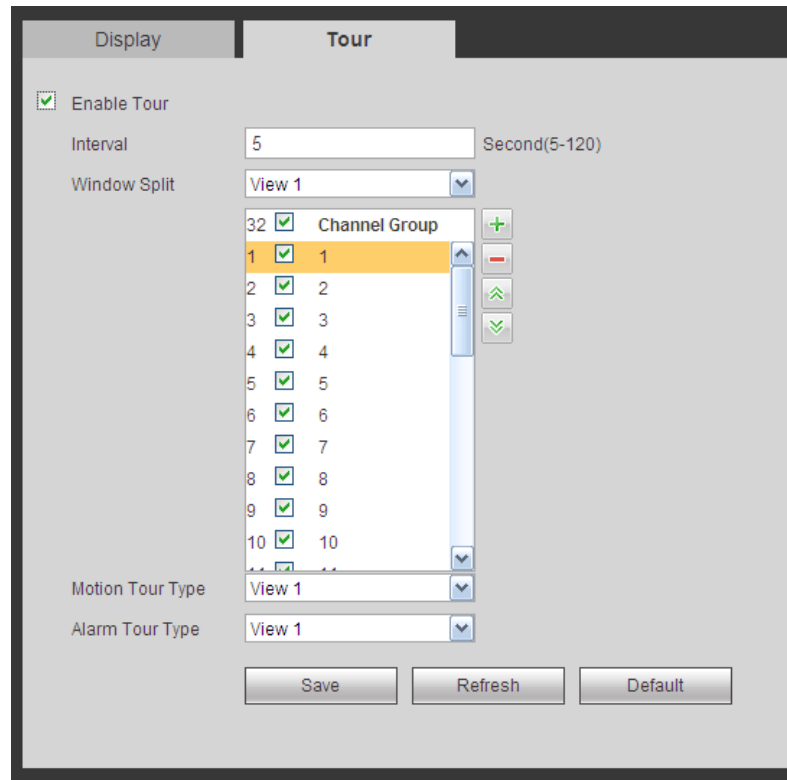 Display Tour
Enable Tour
Interval 5 Second(5-120)
Window Split View 1
32 Channel Group
1 1
2 2
3 3
4 4
5 5
6 6
7 7
8 8
9 9
10 10
Motion Tour Type View 1
Alarm Tour Type View 1
Save Refresh Default